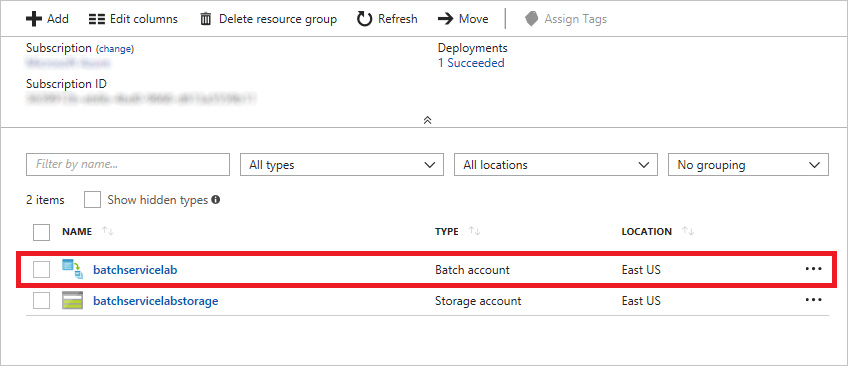 Add Edit columns Delete resource group Refresh Move Assign Tags
Subscription (change) Deployments
1 Succeeded
Subscription ID
Filter by name... All types All locations No grouping
2 items Show hidden types
NAME TYPE LOCATION
batchservicelab Batch account East US
batchservicelabstorage Storage account East US